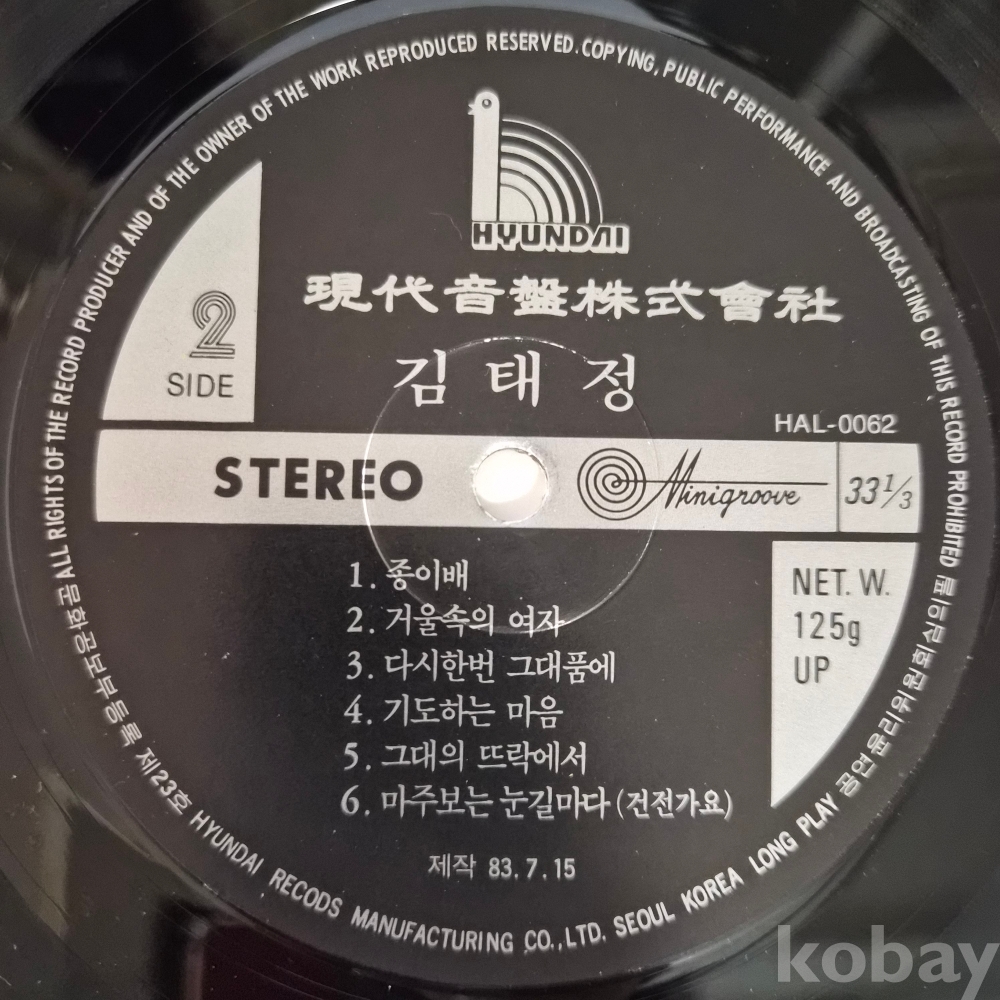 ALL RIGHTS OF THE RECORD PRODUCER AND OF THE OWNER OF THE WORK REPRODUCED RESERVED. COPYING, PUBLIC PERFORMANCE AND BROADCASTING OF THIS RECORD PROHIBITED
HYUNDAI
現代音盤株式會社
2
SIDE
김태정
HAL-0062
STEREO
Minigroove
33 1/3
1. 종이배
2. 거울속의 여자
3. 다시한번 그대품에
4. 기도하는 마음
5. 그대의 뜨락에서
6. 마주보는 눈길마다 (건전가요)
NET. W.
125g
UP
제작 83.7.15
문화공보부등록 제23호 HYUNDAI RECODS MANUFACTURING CO., LTD. SEOUL KOREA LONG PLAY 공연윤리위원회심의필
kobay